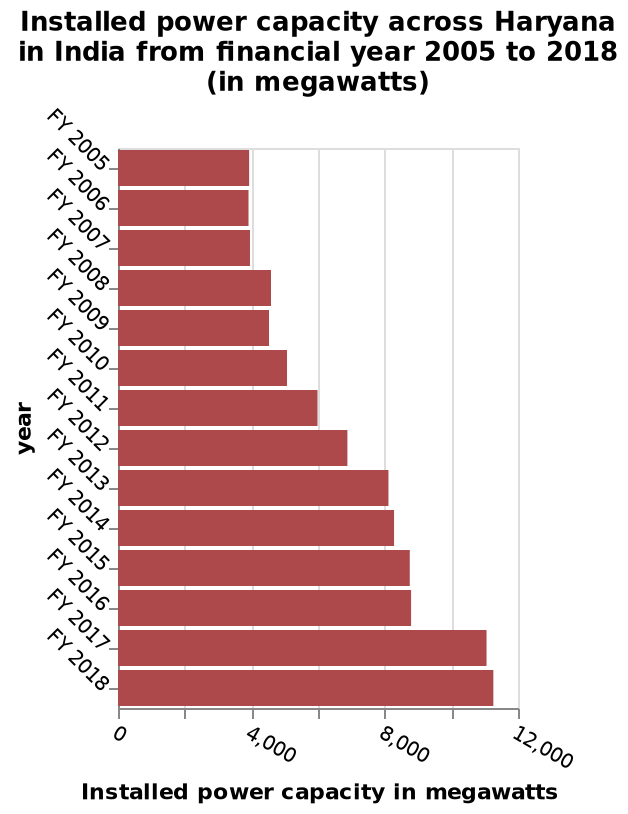 Installed power capacity across Haryana
in India from financial year 2005 to 2018
(in megawatts)
FY 2005
FY 2006
FY 2007
FY 2008
FY 2009
FY 2010
FY 2011
FY 2012
FY 2013
FY 2014
FY 2015
FY 2016
FY 2017
FY 2018
year
0
4,000
8,000
12,000
Installed power capacity in megawatts